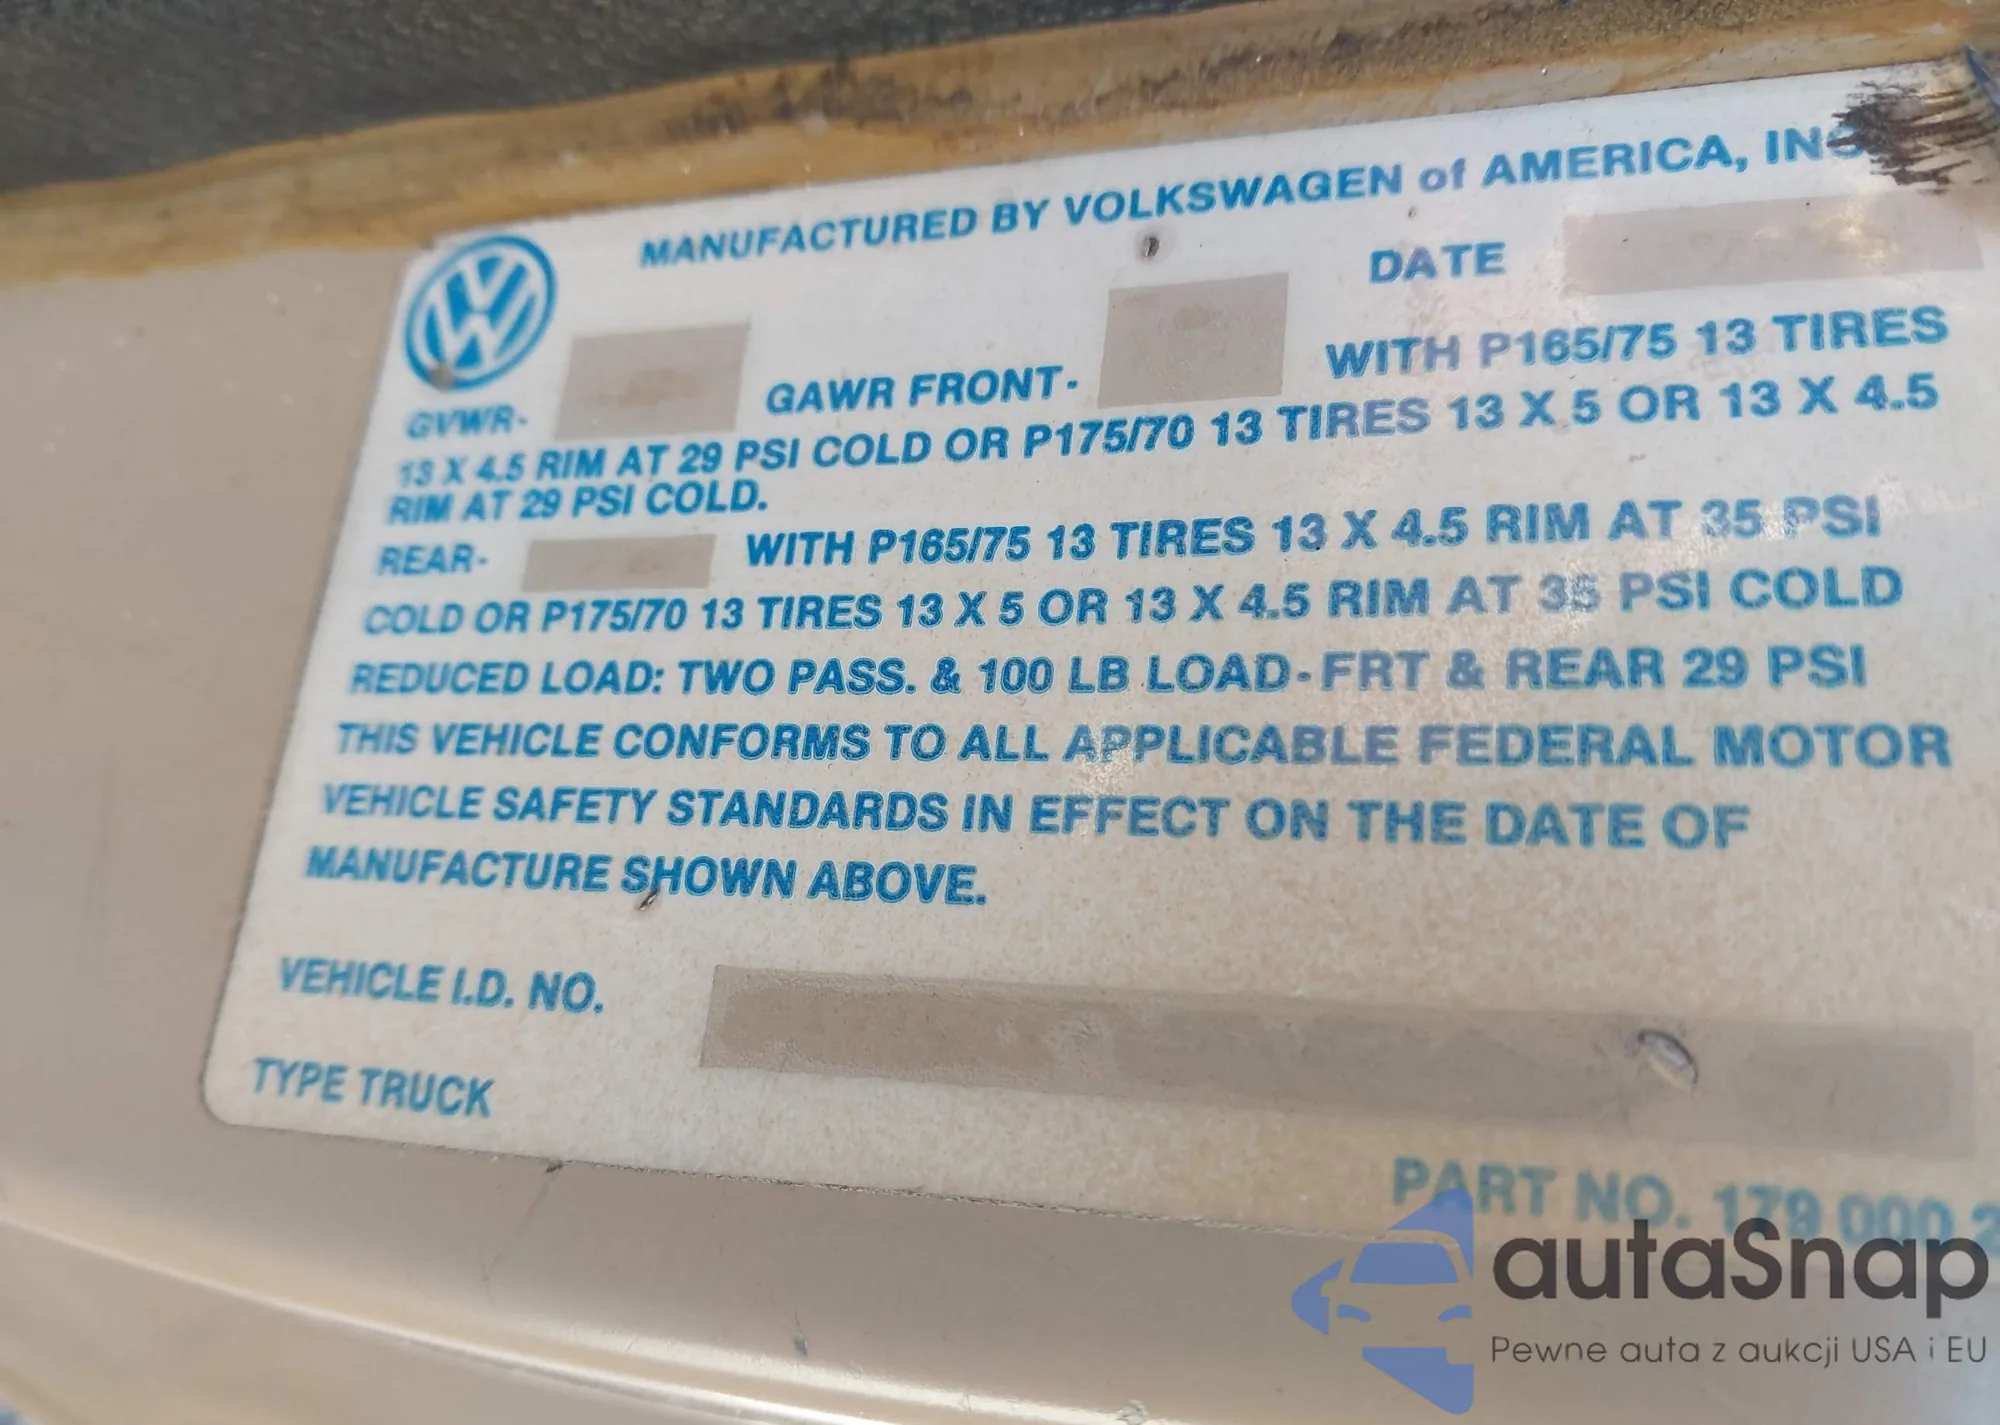 MANUFACTURED BY VOLKSWAGEN of AMERICA, INC
DATE
GVWR- GAWR FRONT- WITH P165/75 13 TIRES
13 X 4.5 RIM AT 29 PSI COLD OR P175/70 13 TIRES 13 X 5 OR 13 X 4.5
RIM AT 29 PSI COLD.
REAR- WITH P165/75 13 TIRES 13 X 4.5 RIM AT 35 PSI
COLD OR P175/70 13 TIRES 13 X 5 OR 13 X 4.5 RIM AT 35 PSI COLD
REDUCED LOAD: TWO PASS. & 100 LB LOAD-FRT & REAR 29 PSI
THIS VEHICLE CONFORMS TO ALL APPLICABLE FEDERAL MOTOR
VEHICLE SAFETY STANDARDS IN EFFECT ON THE DATE OF
MANUFACTURE SHOWN ABOVE.
VEHICLE I.D. NO.
TYPE TRUCK
PART NO. 179 000 2
autaSnap
Pewne auta z aukcji USA i EU